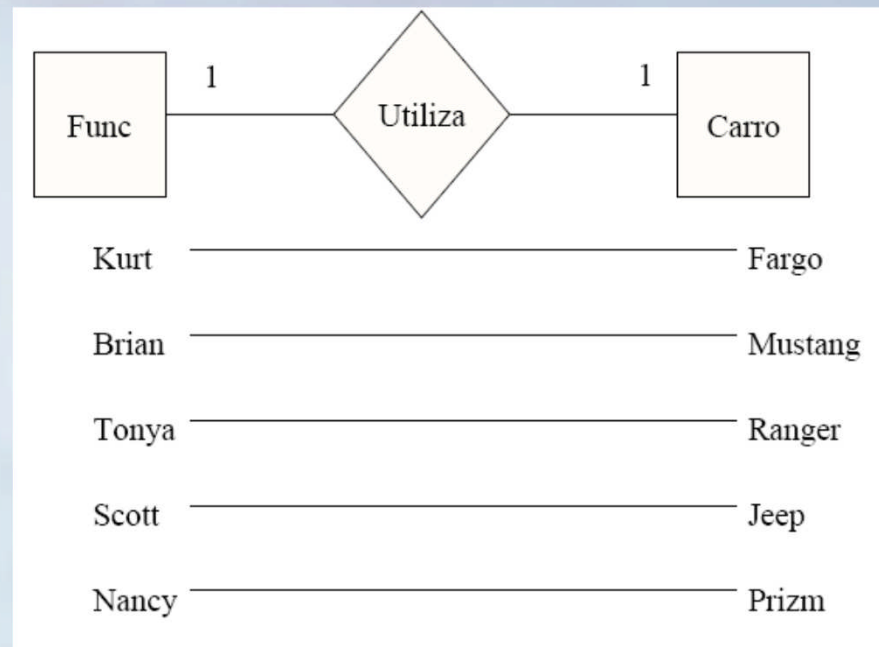 1 1
Func Utiliza Carro
Kurt Fargo
Brian Mustang
Tonya Ranger
Scott Jeep
Nancy Prizm